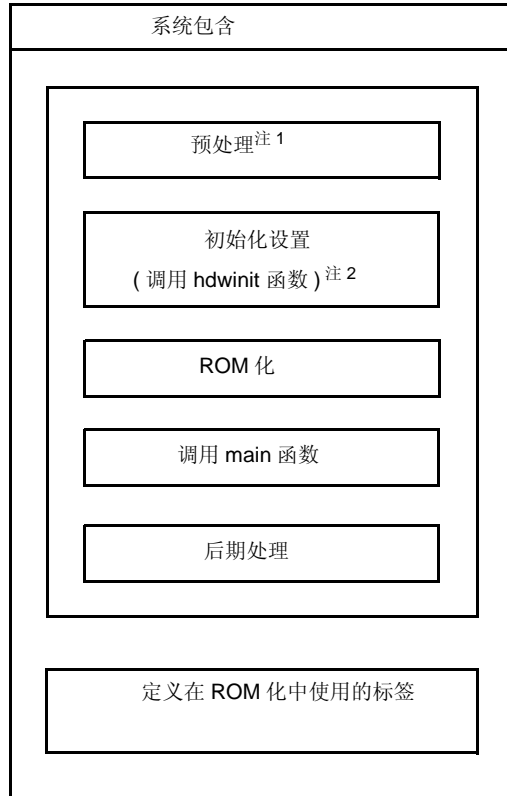 系统包含
预处理注 1
初始化设置
( 调用 hdwinit 函数 ) 注 2
ROM 化
调用 main 函数
后期处理
定义在 ROM 化中使用的标签